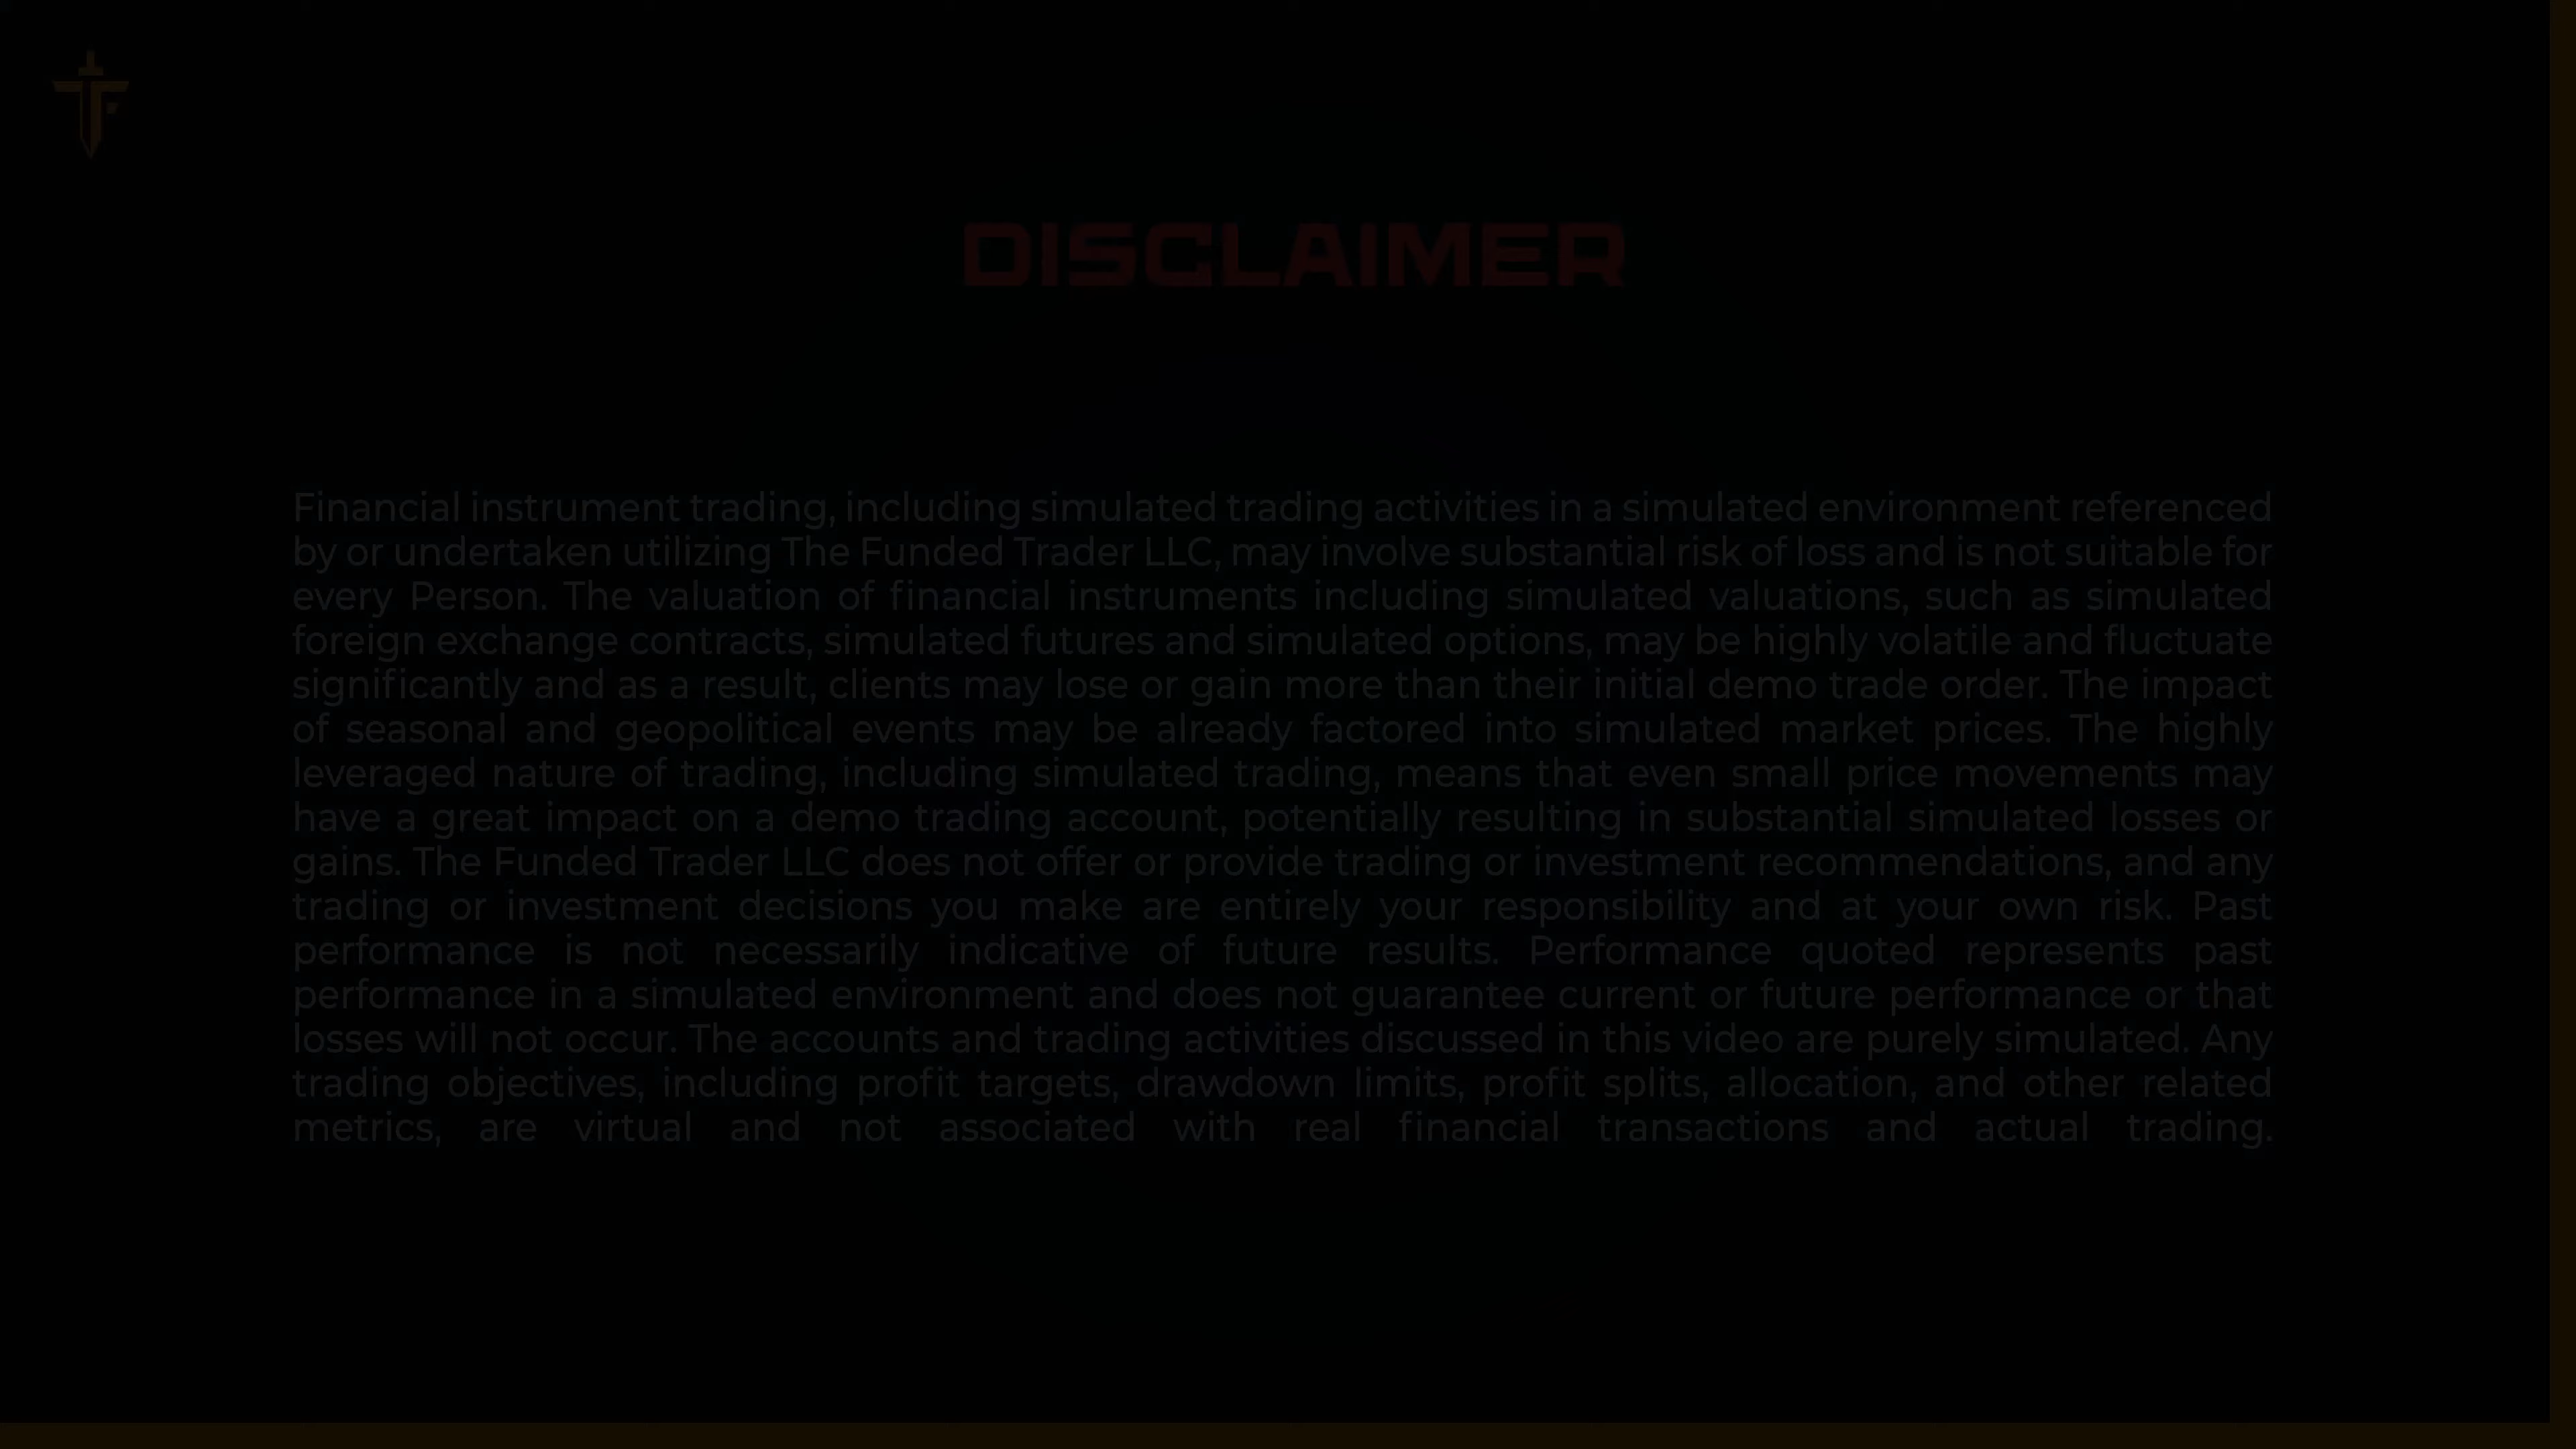 DISCLAIMER
Financial instrument trading, including simulated trading activities in a simulated environment referenced
by or undertaken utilizing The Funded Trader LLC, may involve substantial risk of loss and is not suitable for
every Person. The valuation of financial instruments including simulated valuations, such as simulated
foreign exchange contracts, simulated futures and simulated options, may be highly volatile and fluctuate
significantly and as a result, clients may lose or gain more than their initial demo trade order. The impact
of seasonal and geopolitical events may be already factored into simulated market prices. The highly
leveraged nature of trading, including simulated trading, means that even small price movements may
have a great impact on a demo trading account, potentially resulting in substantial simulated losses or
gains. The Funded Trader LLC does not offer or provide trading or investment recommendations, and any
trading or investment decisions you make are entirely your responsibility and at your own risk. Past
performance is not necessarily indicative of future results. Performance quoted represents past
performance in a simulated environment and does not guarantee current or future performance or that
losses will not occur. The accounts and trading activities discussed in this video are purely simulated. Any
trading objectives, including profit targets, drawdown limits, profit splits, allocation, and other related
metrics, are virtual and not associated with real financial transactions and actual trading.